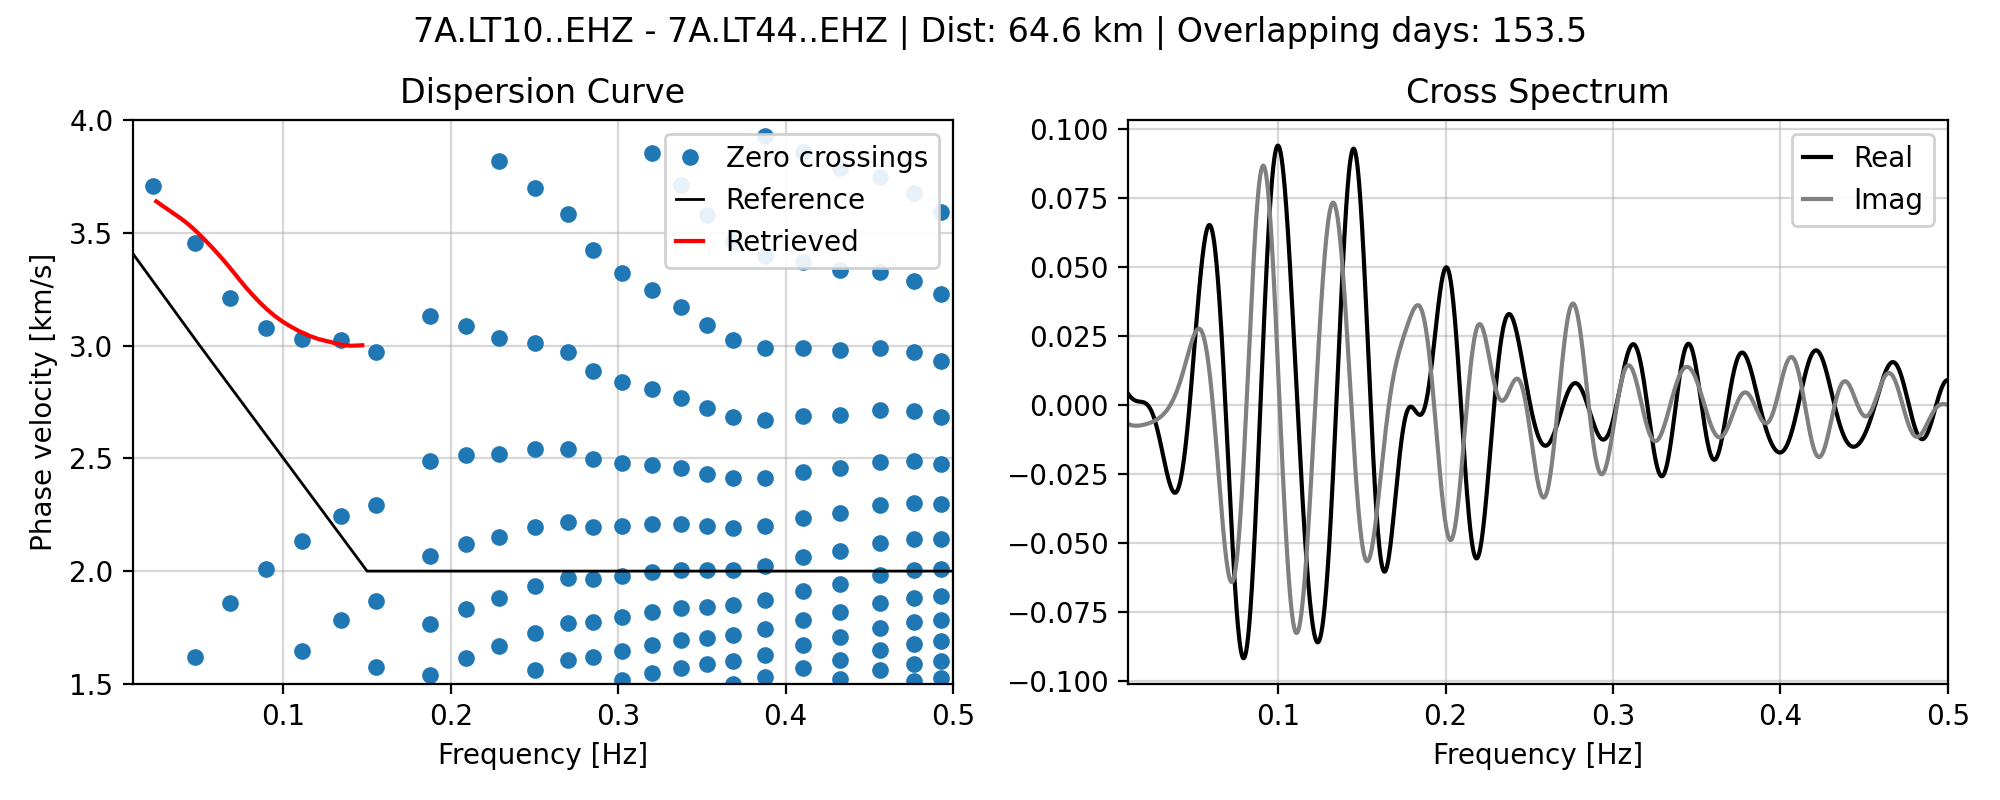 7A.LT10..EHZ - 7A.LT44..EHZ | Dist: 64.6 km | Overlapping days: 153.5
Dispersion Curve
4.0
3.5
3.0
2.5
2.0
1.5
Phase velocity [km/s]
0.1
0.2
0.3
0.4
0.5
Frequency [Hz]
Zero crossings
Reference
Retrieved
Cross Spectrum
0.100
0.075
0.050
0.025
0.000
−0.025
−0.050
−0.075
−0.100
0.1
0.2
0.3
0.4
0.5
Frequency [Hz]
Real
Imag